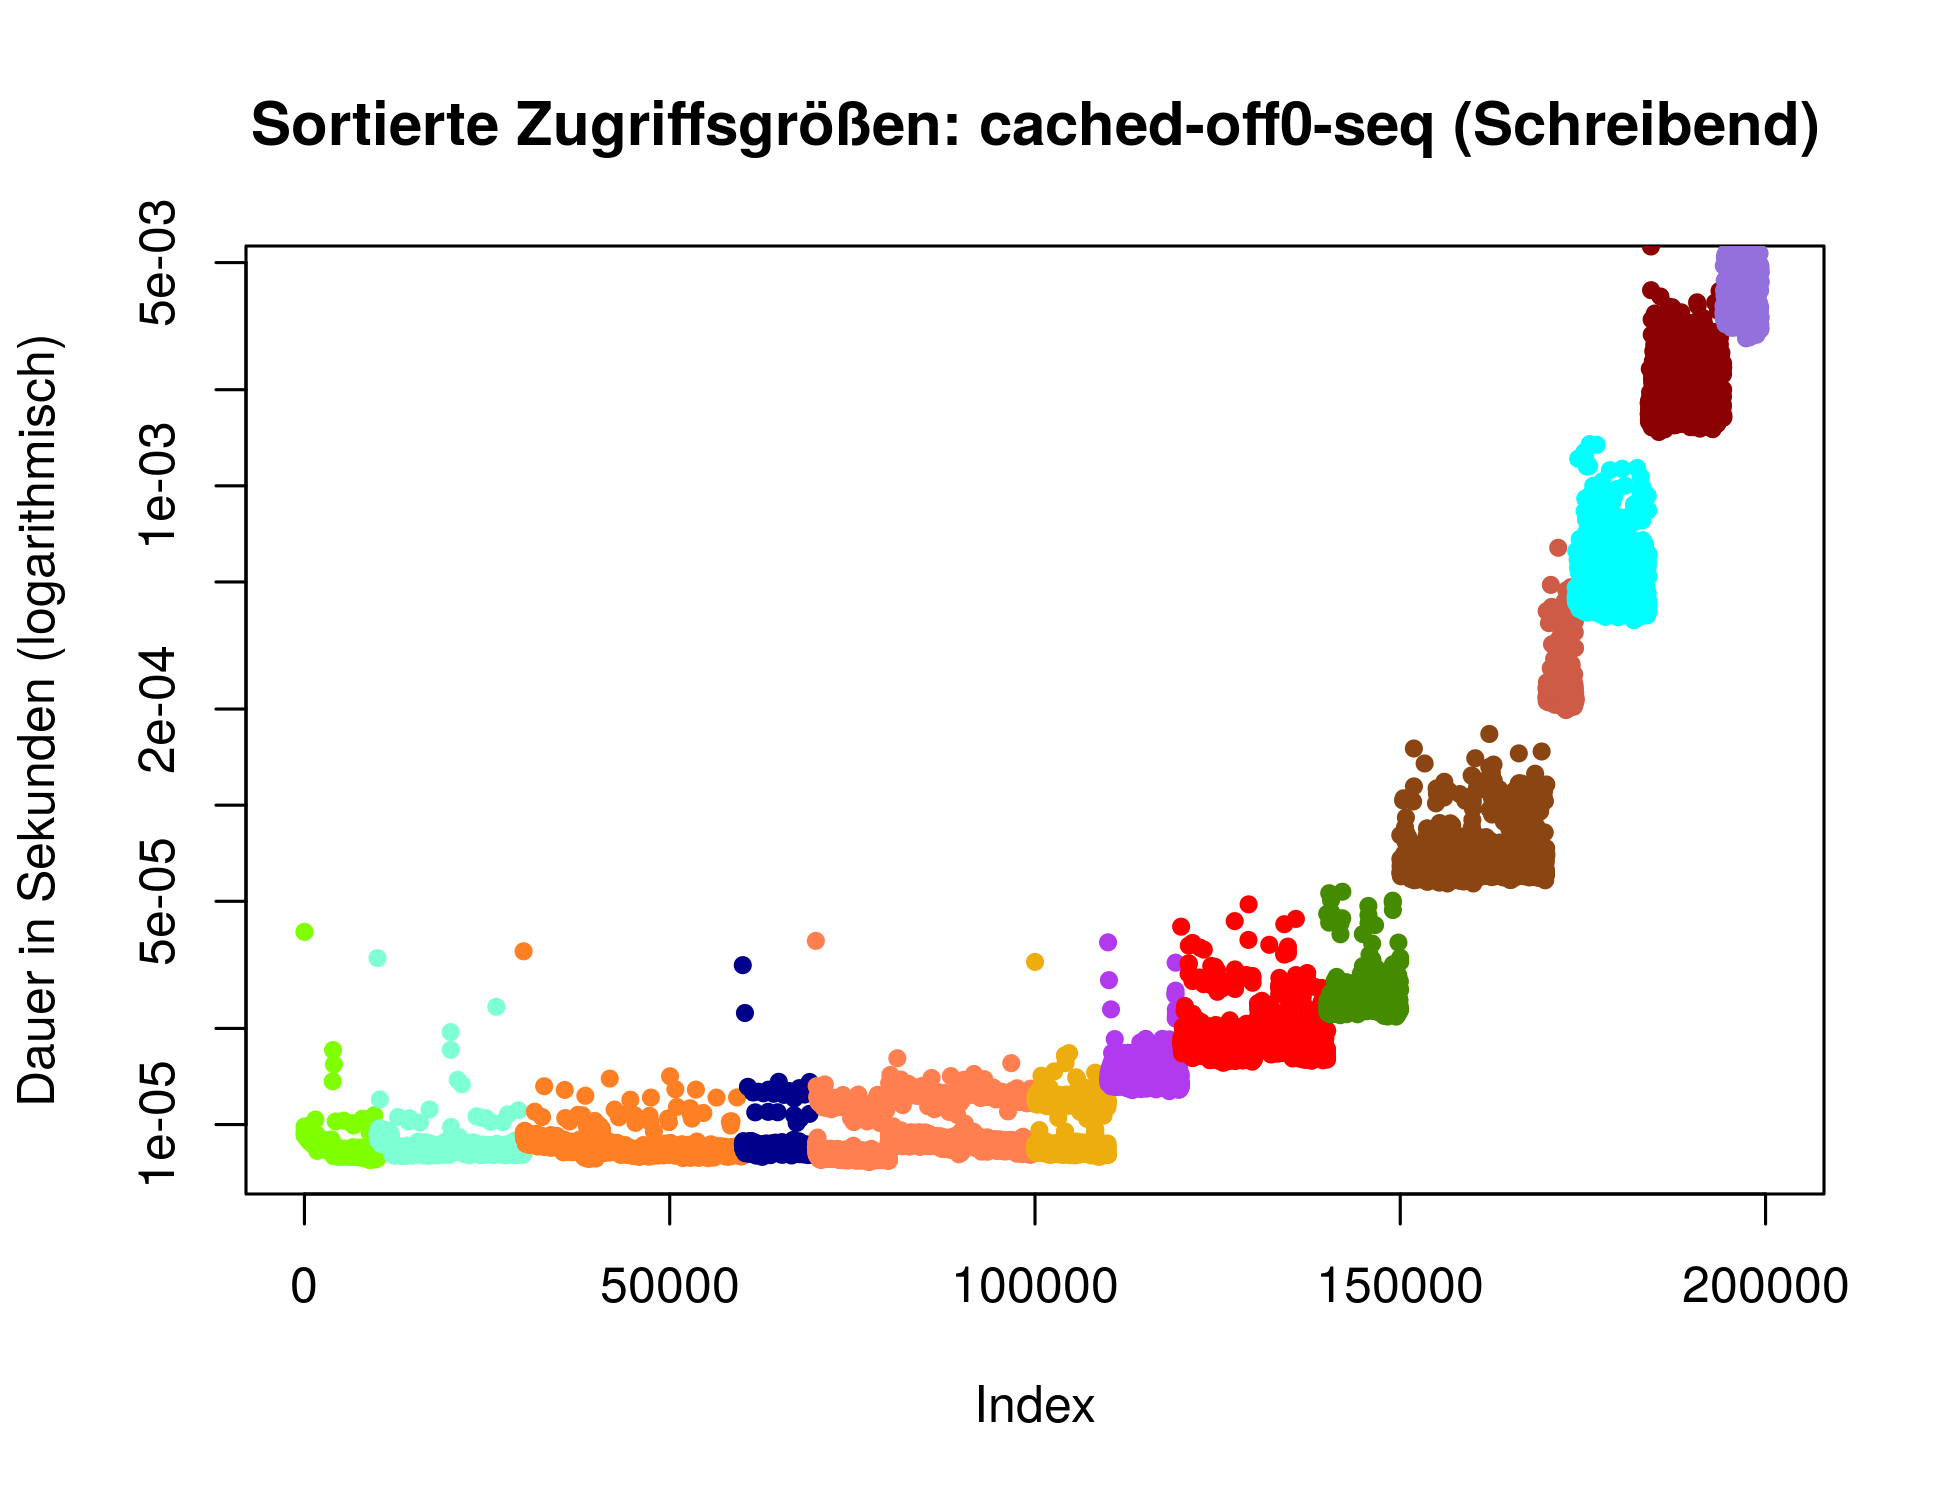 Sortierte Zugriffsgrößen: cached-off0-seq (Schreibend)
Dauer in Sekunden (logarithmisch)
5e-03
1e-03
2e-04
5e-05
1e-05
0 50000 100000 150000 200000
Index